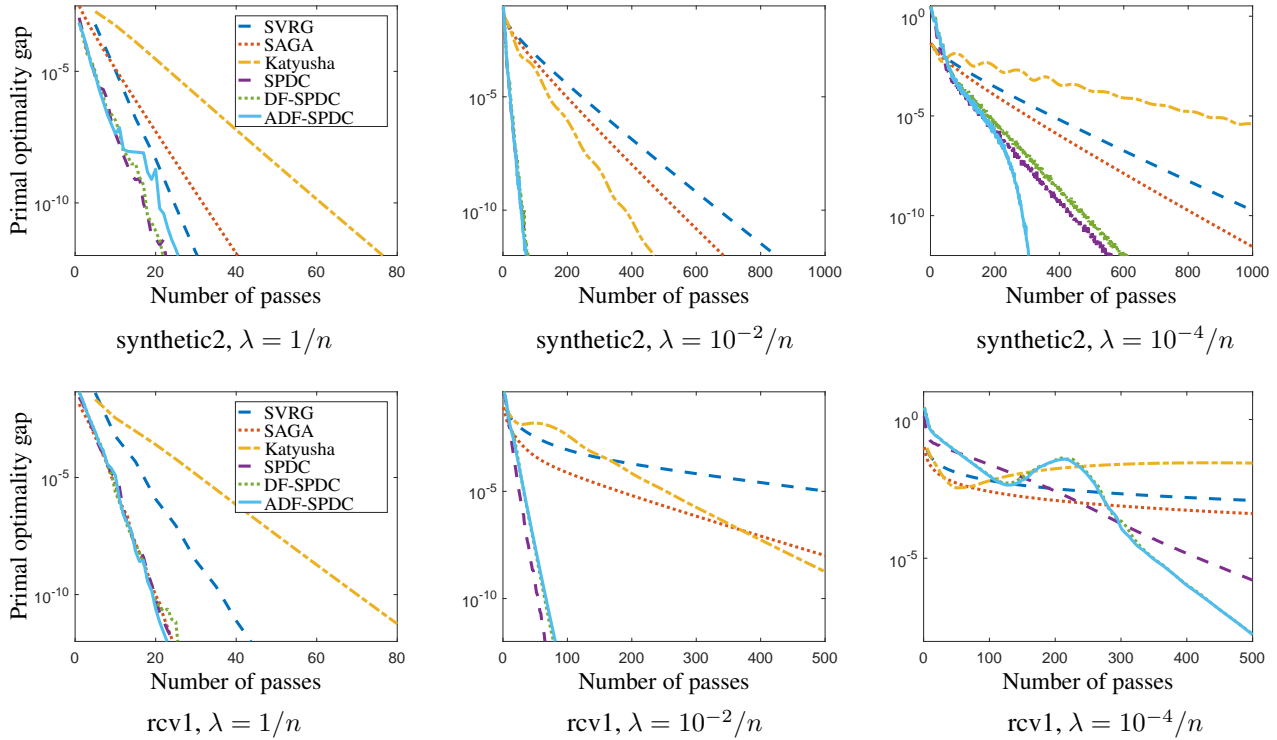 Primal optimality gap
10^{-5}
10^{-10}
SVRG
SAGA
Katyusha
SPDC
DF-SPDC
ADF-SPDC
0 20 40 60 80
Number of passes
synthetic2, λ = 1/n
10^{-5}
10^{-10}
0 200 400 600 800 1000
Number of passes
synthetic2, λ = 10^{-2}/n
10^{0}
10^{-5}
10^{-10}
0 200 400 600 800 1000
Number of passes
synthetic2, λ = 10^{-4}/n
Primal optimality gap
10^{-5}
10^{-10}
SVRG
SAGA
Katyusha
SPDC
DF-SPDC
ADF-SPDC
0 20 40 60 80
Number of passes
rcv1, λ = 1/n
10^{-5}
10^{-10}
0 100 200 300 400 500
Number of passes
rcv1, λ = 10^{-2}/n
10^{0}
10^{-5}
0 100 200 300 400 500
Number of passes
rcv1, λ = 10^{-4}/n